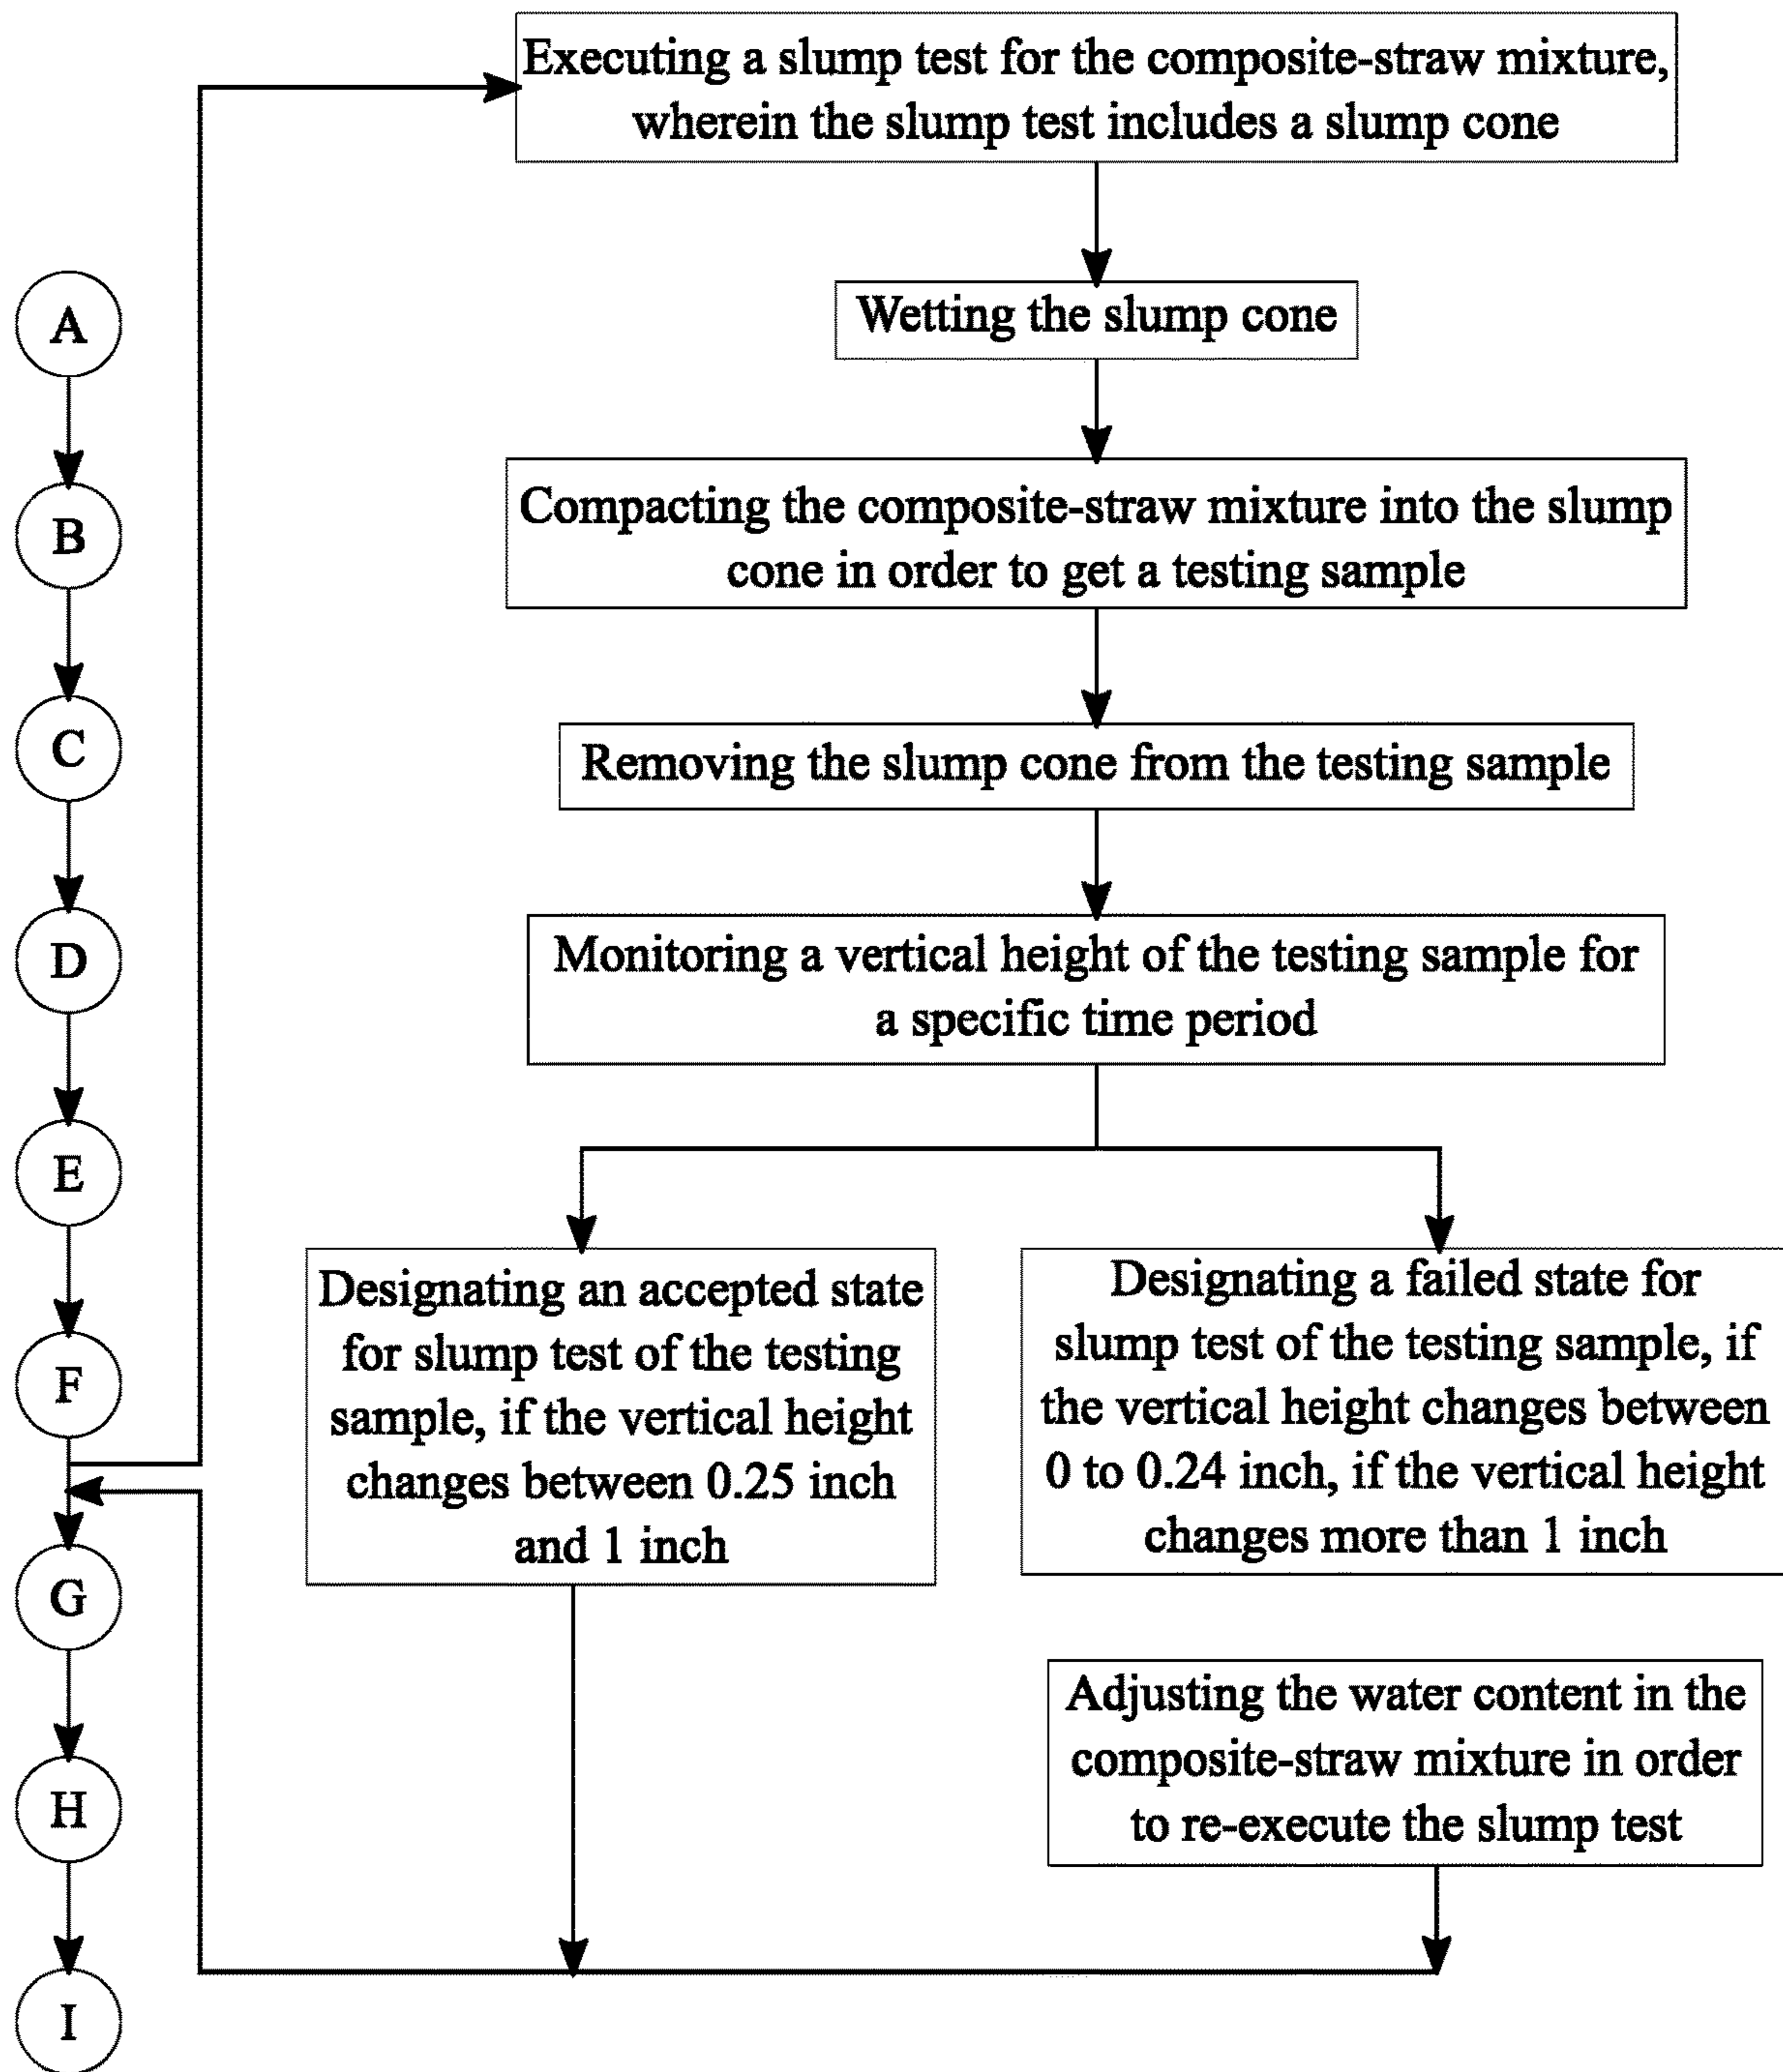 Executing a slump test for the composite-straw mixture,
wherein the slump test includes a slump cone
Wetting the slump cone
Compacting the composite-straw mixture into the slump
cone in order to get a testing sample
Removing the slump cone from the testing sample
Monitoring a vertical height of the testing sample for
a specific time period
Designating an accepted state
for slump test of the testing
sample, if the vertical height
changes between 0.25 inch
and 1 inch
Designating a failed state for
slump test of the testing sample, if
the vertical height changes between
0 to 0.24 inch, if the vertical height
changes more than 1 inch
Adjusting the water content in the
composite-straw mixture in order
to re-execute the slump test
A
B
C
D
E
F
G
H
I